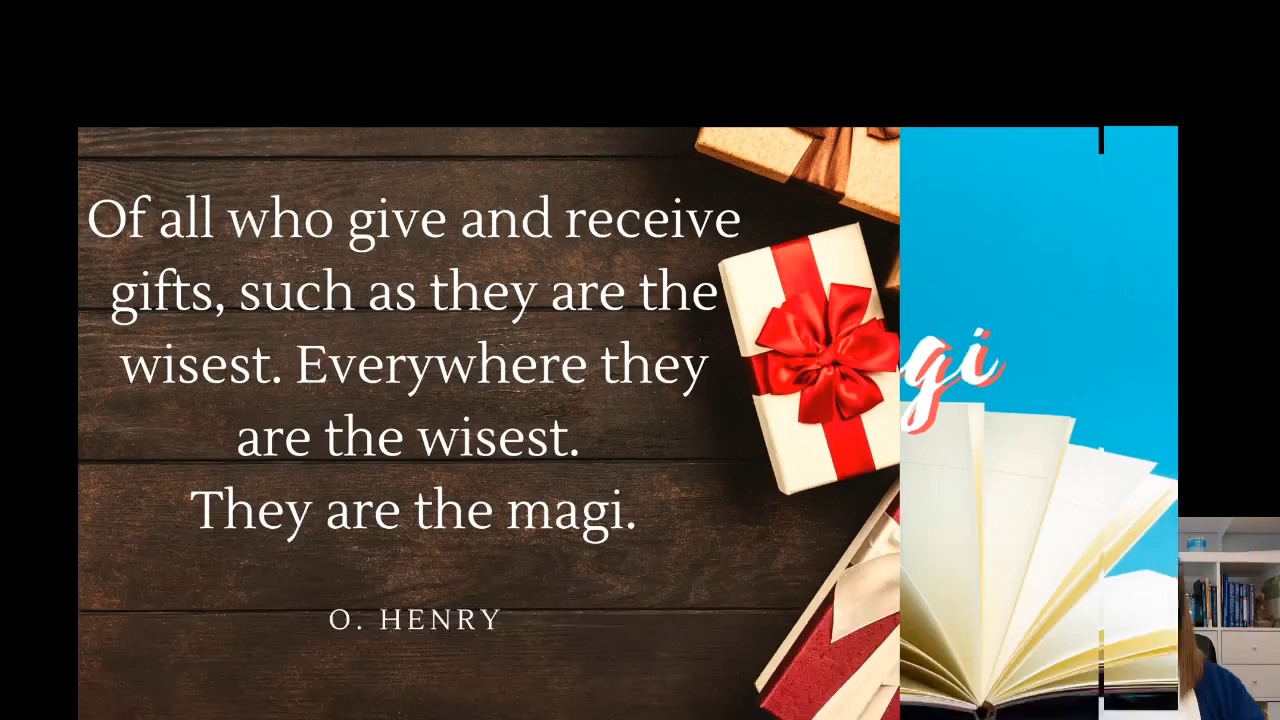 Of all who give and receive
gifts, such as they are the
wisest. Everywhere they
are the wisest.
They are the magi.
O. HENRY
gi